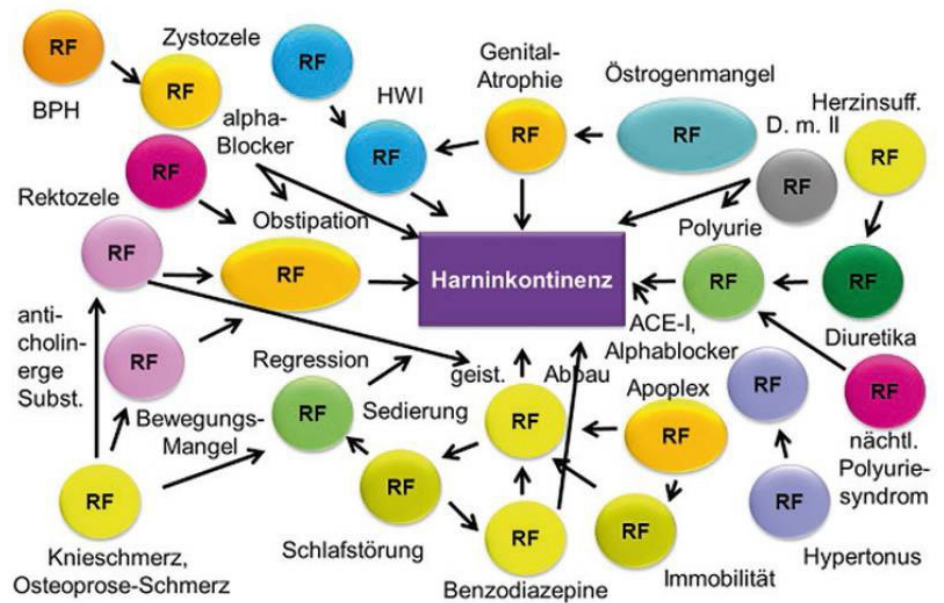 RF
BPH
Zystozele
RF
RF
HWI
RF
Genital-
Atrophie
RF
Östrogenmangel
RF
D. m. II
RF
Herzinsuff.
RF
alpha-
Blocker
RF
Rektozele
RF
Obstipation
RF
Harninkontinenz
Polyurie
RF
RF
Diuretika
ACE-I,
Alphablocker
anti-
cholin-
erge
Subst.
RF
Bewegungs-
Mangel
Regression
RF
Sedierung
geist. Abbau
RF
Apoplex
RF
RF
RF
nächtl.
Polyurie-
syndrom
RF
Knieschmerz,
Osteoprose-Schmerz
RF
Schlafstörung
RF
Benzodiazepine
RF
Immobilität
RF
Hypertonus